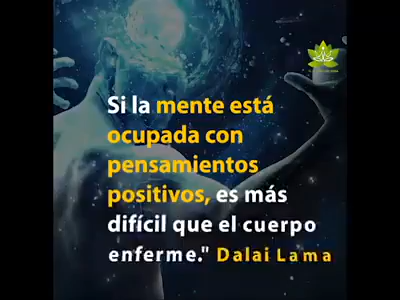 Si la mente está
ocupada con
pensamientos
positivos, es más
difícil que el cuerpo
enferme." Dalai Lama